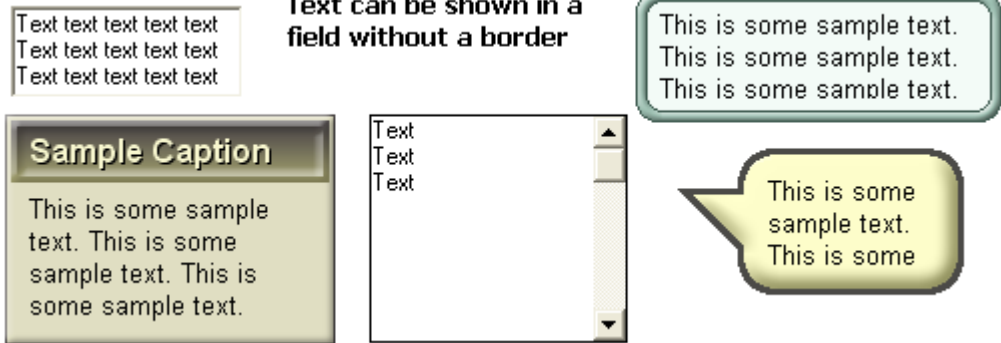 Text text text text text
Text text text text text
Text text text text text
Text can be shown in a
field without a border
This is some sample text.
This is some sample text.
This is some sample text.
Sample Caption
This is some sample
text. This is some
sample text. This is
some sample text.
Text
Text
Text
This is some
sample text.
This is some